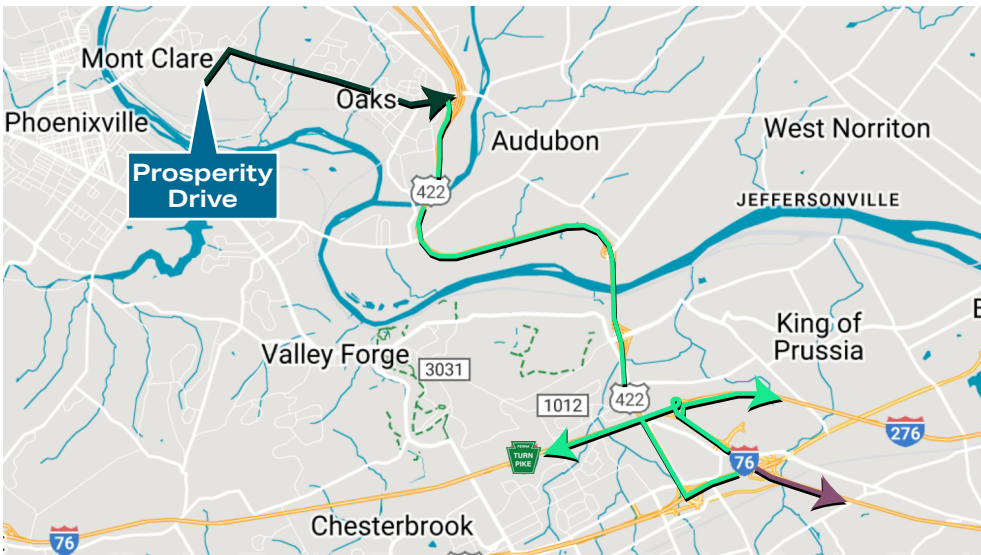 Mont Clare
Oaks
Phoenixville
Audubon
West Norriton
Prosperity
Drive
422
JEFFERSONVILLE
King of
Prussia
E
Valley Forge
3031
1012
422
276
PENNA
TURN
PIKE
76
Chesterbrook
76